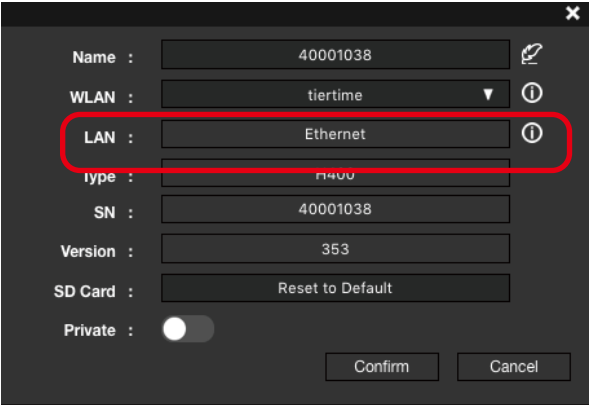 Name : 40001038
WLAN : tiertime
LAN : Ethernet
Type : H400
SN : 40001038
Version : 353
SD Card : Reset to Default
Private :
Confirm Cancel